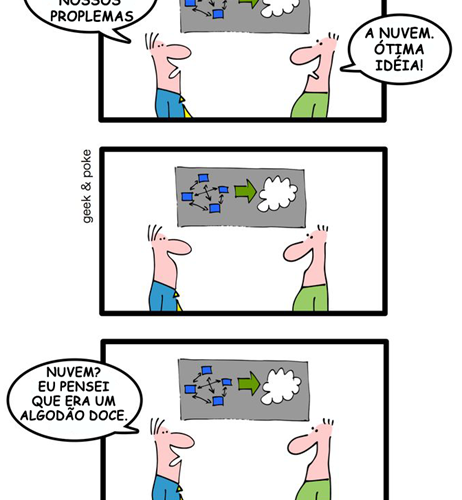 NOSSOS
PROPLEMAS
A NUVEM.
ÓTIMA
IDÉIA!
geek & poke
NUVEM?
EU PENSEI
QUE ERA UM
ALGODÃO DOCE.